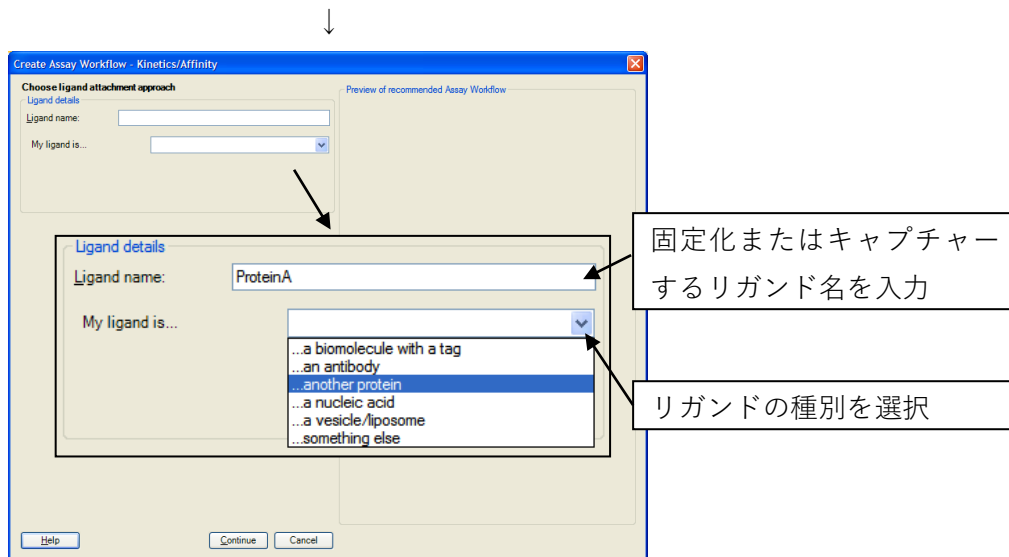 ↓
Create Assay Workflow - Kinetics/Affinity
Choose ligand attachment approach
Ligand details
Ligand name:
My ligand is...
Preview of recommended Assay Workflow
Ligand details
Ligand name: ProteinA
My ligand is...
...a biomolecule with a tag
...an antibody
...another protein
...a nucleic acid
...a vesicle/liposome
...something else
固定化またはキャプチャー
するリガンド名を入力
リガンドの種別を選択
Help Continue Cancel